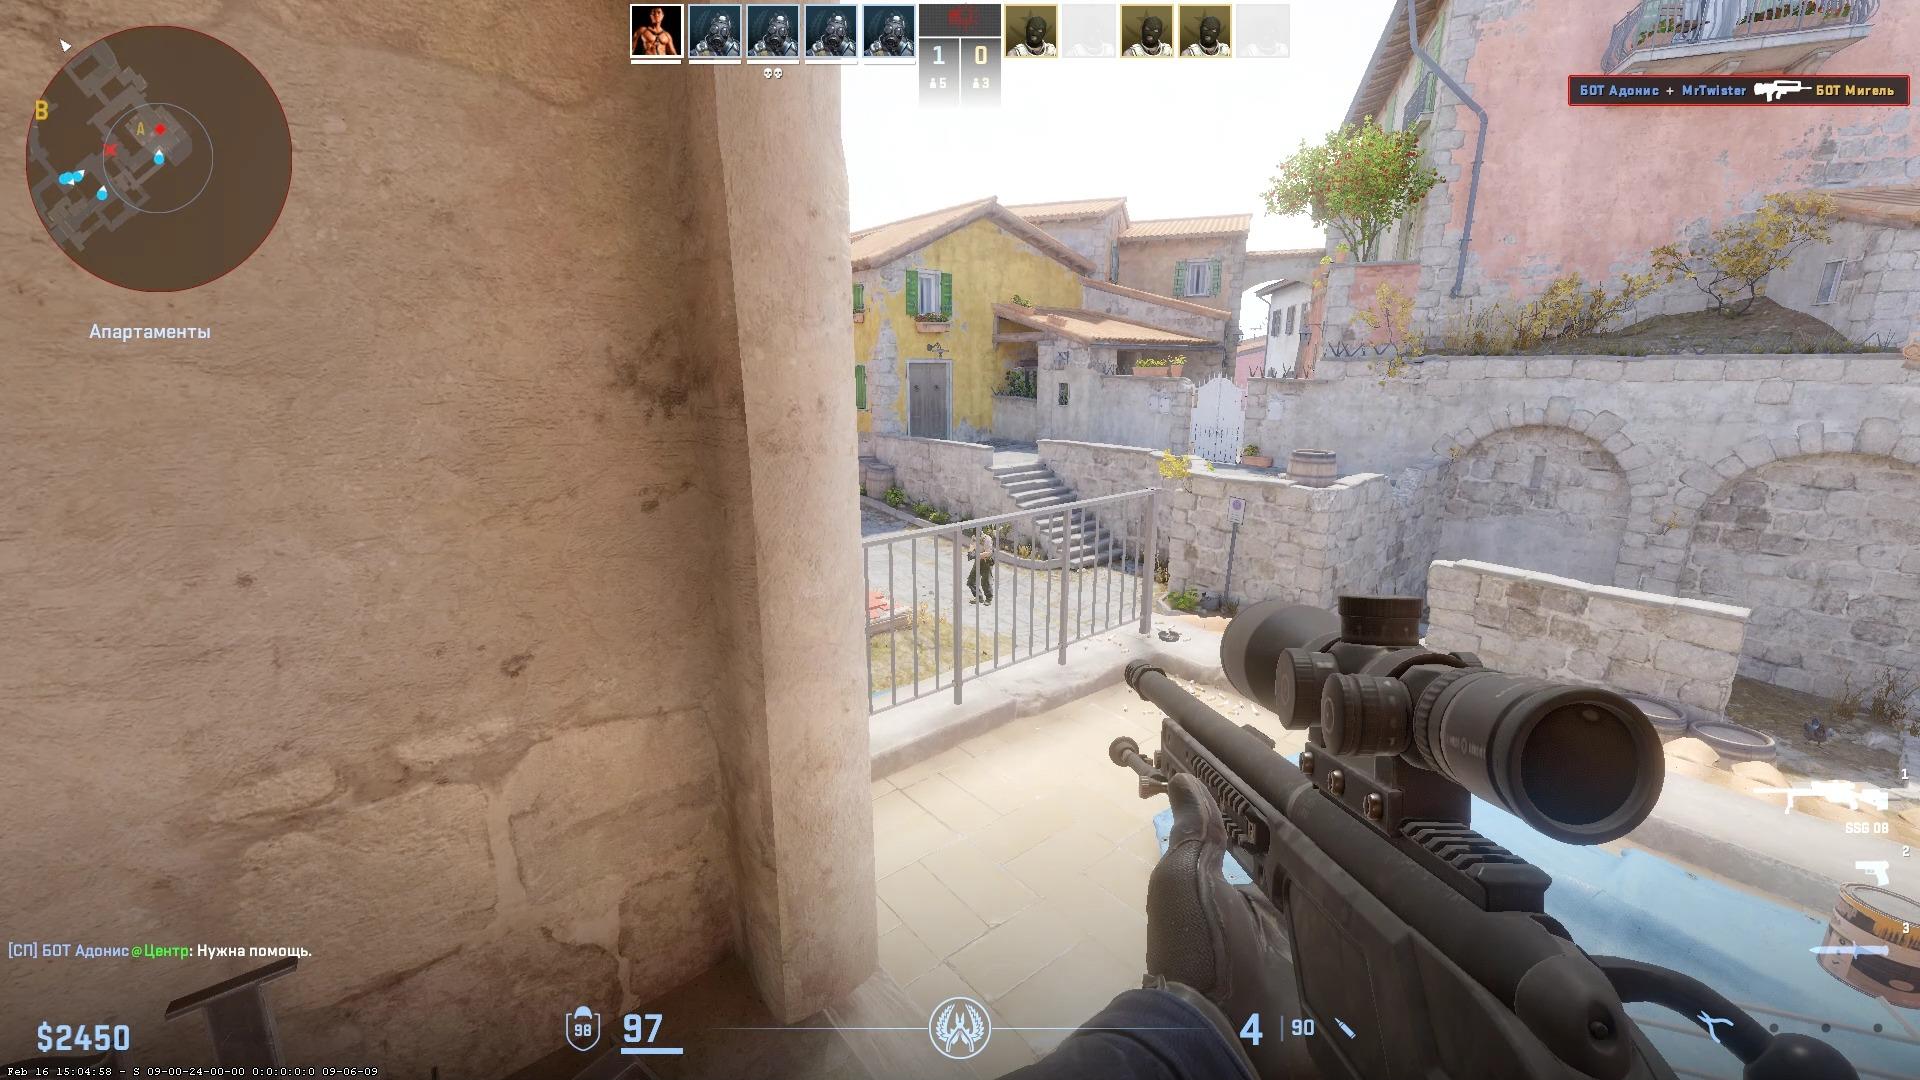 1 0
5 3
БОТ Адонис + MrTwister БОТ Мигель
B
A
Апартаменты
1
SSG 08
2
3
[СП] БОТ Адонис@Центр: Нужна помощь.
$2450
98 97
4 | 90
Feb 16 15:04:58 - S 09-00-24-00-00 0:0:0:0:0 09-06-09